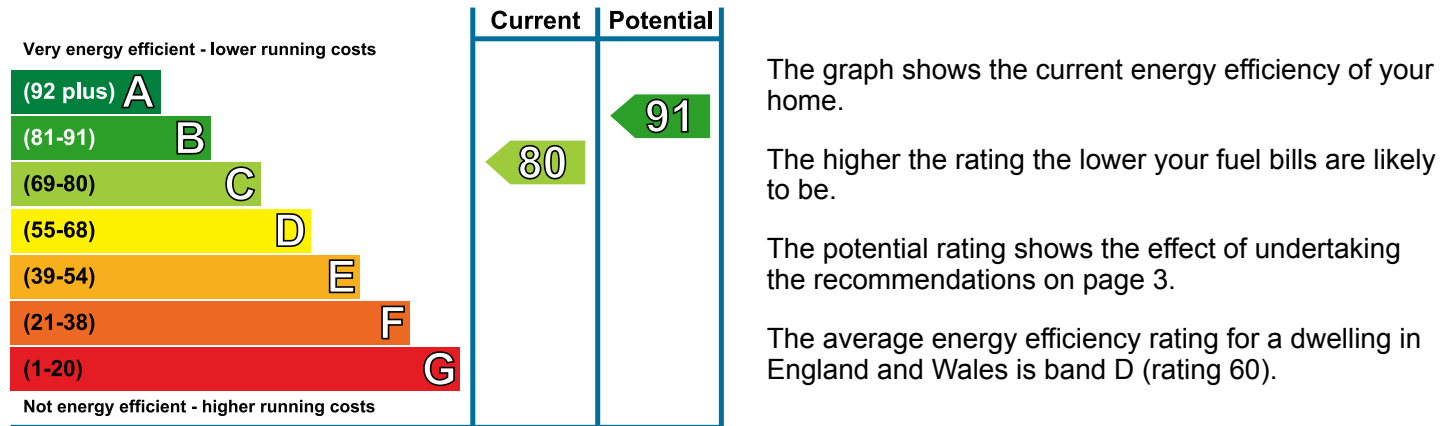 Current Potential
Very energy efficient - lower running costs
(92 plus) A
(81-91) B
(69-80) C
(55-68) D
(39-54) E
(21-38) F
(1-20) G
Not energy efficient - higher running costs
80
91
The graph shows the current energy efficiency of your
home.
The higher the rating the lower your fuel bills are likely
to be.
The potential rating shows the effect of undertaking
the recommendations on page 3.
The average energy efficiency rating for a dwelling in
England and Wales is band D (rating 60).